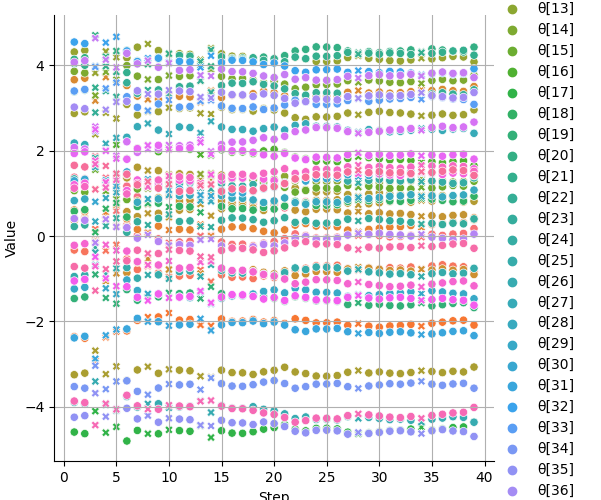 θ[13]
θ[14]
θ[15]
θ[16]
θ[17]
θ[18]
θ[19]
θ[20]
θ[21]
θ[22]
θ[23]
θ[24]
θ[25]
θ[26]
θ[27]
θ[28]
θ[29]
θ[30]
θ[31]
θ[32]
θ[33]
θ[34]
θ[35]
θ[36]
4
2
0
−2
−4
Value
0 5 10 15 20 25 30 35 40
Step